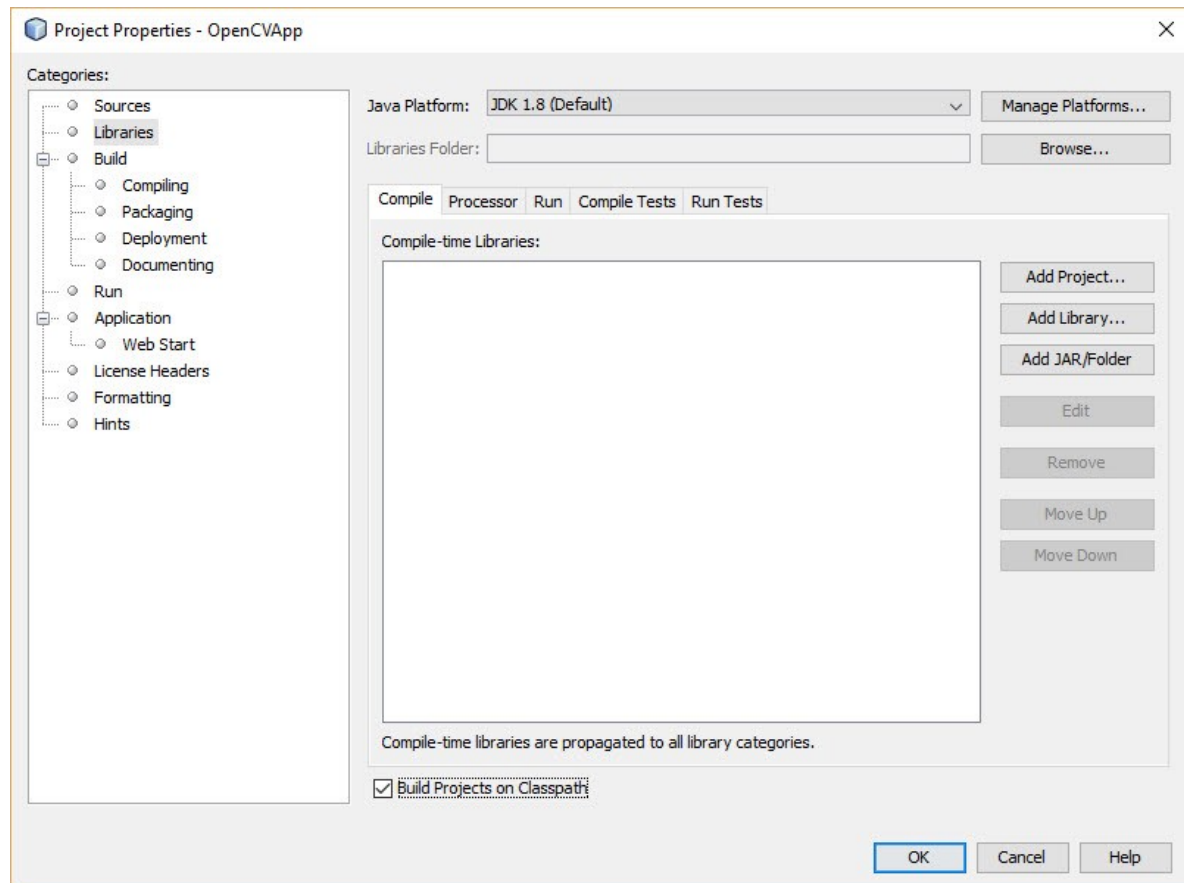 Project Properties - OpenCVApp
Categories:
Sources
Libraries
Build
Compiling
Packaging
Deployment
Documenting
Run
Application
Web Start
License Headers
Formatting
Hints
Java Platform: JDK 1.8 (Default) Manage Platforms...
Libraries Folder: Browse...
Compile Processor Run Compile Tests Run Tests
Compile-time Libraries:
Add Project...
Add Library...
Add JAR/Folder
Edit
Remove
Move Up
Move Down
Compile-time libraries are propagated to all library categories.
Build Projects on Classpath
OK Cancel Help